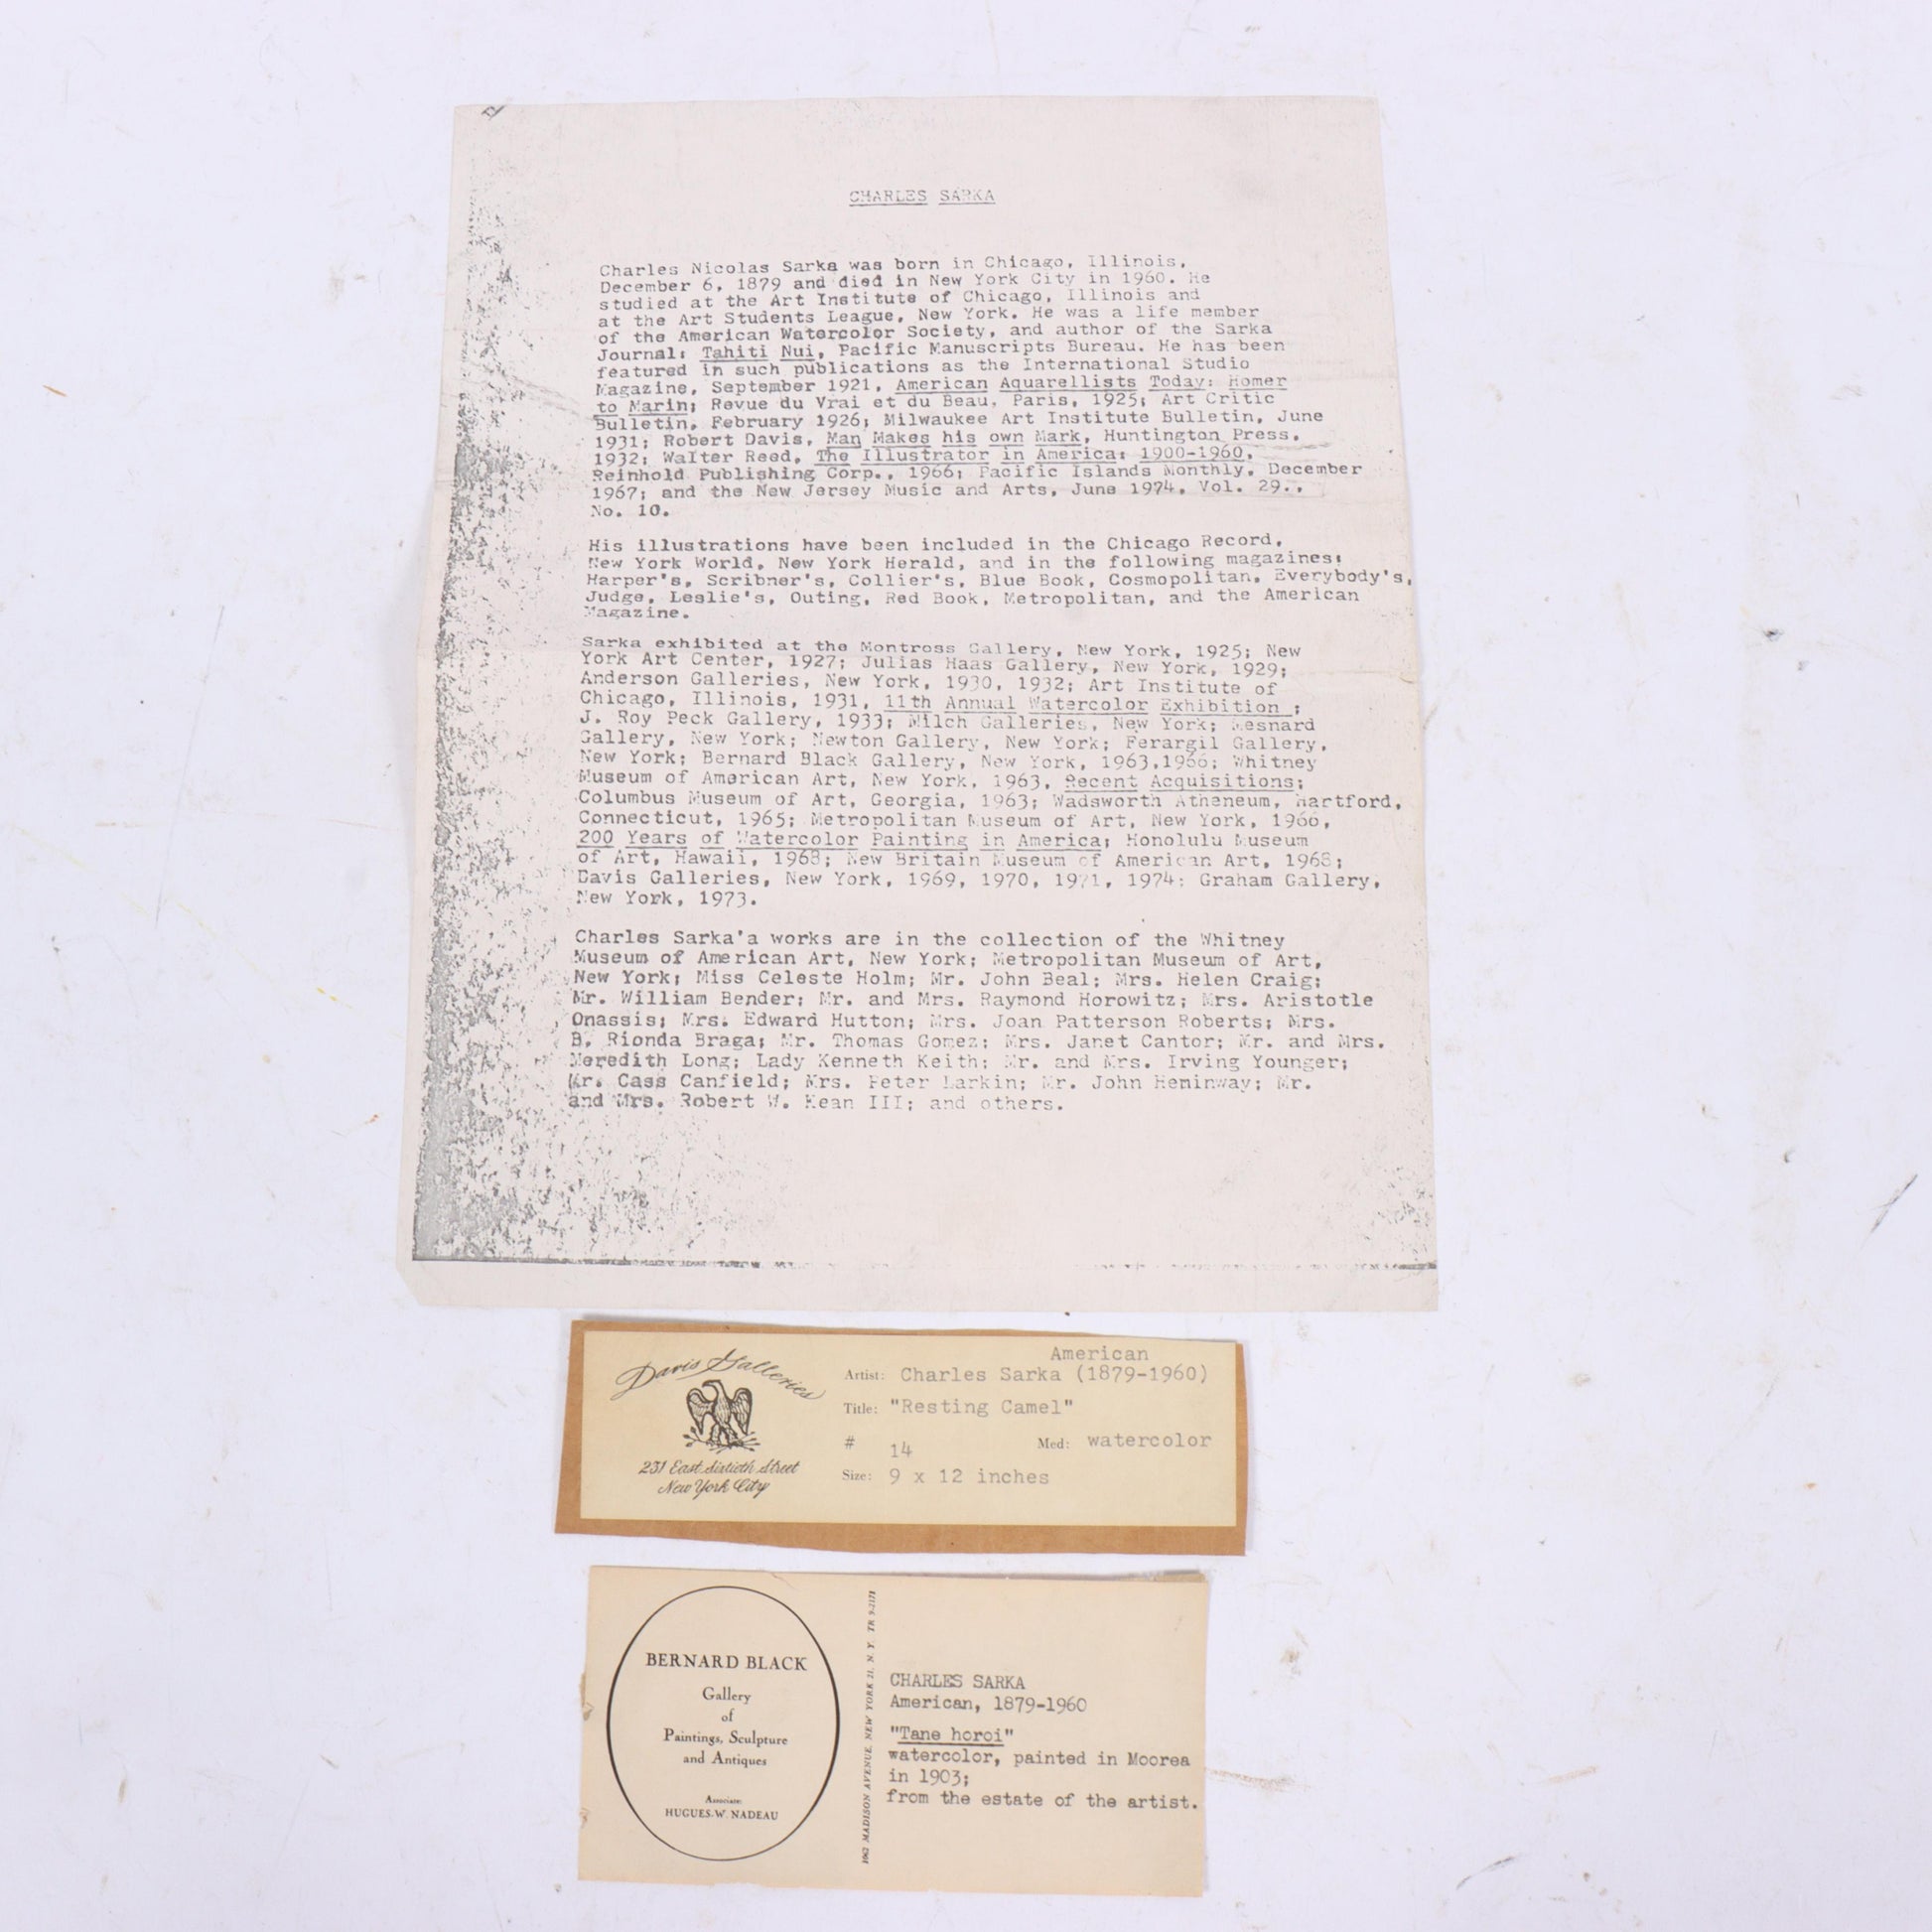 CHARLES SARKA
Charles Nicolas Sarka was born in Chicago, Illinois,
December 6, 1879 and died in New York City in 1960. He
studied at the Art Institute of Chicago, Illinois and
at the Art Students League, New York. He was a life member
of the American Watercolor Society, and author of the Sarka
Journal: Tahiti Nui, Pacific Manuscripts Bureau. He has been
featured in such publications as the International Studio
Magazine, September 1921, American Aquarellists Today: Homer
to Marin; Revue du Vrai et du Beau, Paris, 1925; Art Critic
Bulletin, February 1926; Milwaukee Art Institute Bulletin, June
1931; Robert Davis, Man Makes his own Mark, Huntington Press,
1932; Walter Reed, The Illustrator in America: 1900-1960,
Reinhold Publishing Corp., 1966; Pacific Islands Monthly, December
1967; and the New Jersey Music and Arts, June 1974, Vol. 29.,
No. 10.
His illustrations have been included in the Chicago Record,
New York World, New York Herald, and in the following magazines:
Harper's, Scribner's, Collier's, Blue Book, Cosmopolitan, Everybody's,
Judge, Leslie's, Outing, Red Book, Metropolitan, and the American
Magazine.
Sarka exhibited at the Montross Gallery, New York, 1925; New
York Art Center, 1927; Julias Haas Gallery, New York, 1929;
Anderson Galleries, New York, 1930, 1932; Art Institute of
Chicago, Illinois, 1931, 11th Annual Watercolor Exhibition ;
J. Roy Peck Gallery, 1933; Milch Galleries, New York; Mesnard
Gallery, New York; Newton Gallery, New York; Ferargil Gallery,
New York; Bernard Black Gallery, New York, 1963,1966; Whitney
Museum of American Art, New York, 1963, Recent Acquisitions;
Columbus Museum of Art, Georgia, 1963; Wadsworth Atheneum, Hartford,
Connecticut, 1965; Metropolitan Museum of Art, New York, 1966,
200 Years of Watercolor Painting in America; Honolulu Museum
of Art, Hawaii, 1968; New Britain Museum of American Art, 1968;
Davis Galleries, New York, 1969, 1970, 1971, 1974; Graham Gallery,
New York, 1973.
Charles Sarka'a works are in the collection of the Whitney
Museum of American Art, New York; Metropolitan Museum of Art,
New York; Miss Celeste Holm; Mr. John Beal; Mrs. Helen Craig;
Mr. William Bender; Mr. and Mrs. Raymond Horowitz; Mrs. Aristotle
Onassis; Mrs. Edward Hutton; Mrs. Joan Patterson Roberts; Mrs.
B. Rionda Braga; Mr. Thomas Gomez; Mrs. Janet Cantor; Mr. and Mrs.
Meredith Long; Lady Kenneth Keith; Mr. and Mrs. Irving Younger;
Mr. Cass Canfield; Mrs. Peter Larkin; Mr. John Heminway; Mr.
and Mrs. Robert W. Kean III; and others.
Davis Galleries
231 East Sixtieth Street
New York City
American
Artist: Charles Sarka (1879-1960)
Title: "Resting Camel"
# 14 Med: watercolor
Size: 9 x 12 inches
BERNARD BLACK
Gallery
of
Paintings, Sculpture
and Antiques
Associate:
HUGUES-W. NADEAU
1062 MADISON AVENUE, NEW YORK 21, N. Y. TR 9-2171
CHARLES SARKA
American, 1879-1960
"Tane horoi"
watercolor, painted in Moorea
in 1903;
from the estate of the artist.